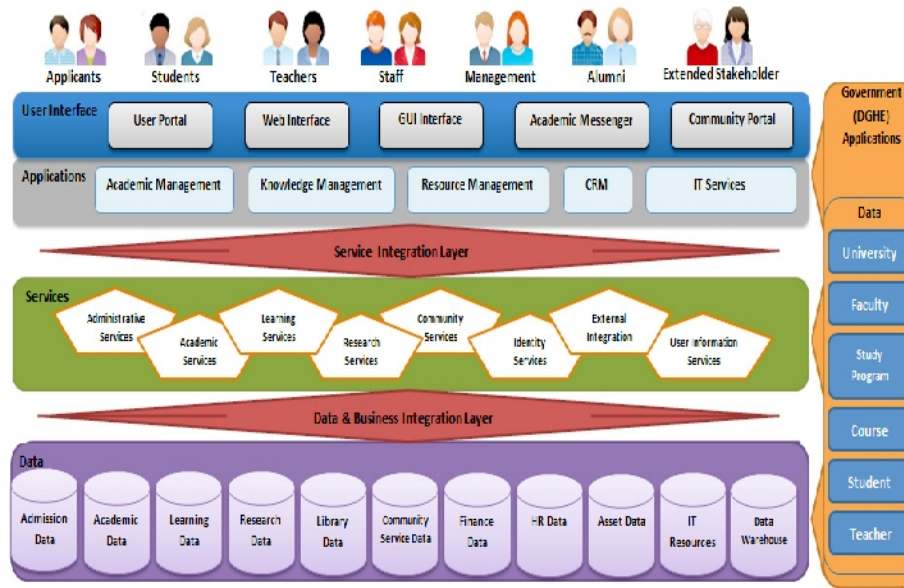 Applicants
Students
Teachers
Staff
Management
Alumni
Extended Stakeholder
User Interface
User Portal
Web Interface
GUI Interface
Academic Messenger
Community Portal
Applications
Academic Management
Knowledge Management
Resource Management
CRM
IT Services
Service Integration Layer
Services
Administrative
Services
Academic
Services
Learning
Services
Research
Services
Community
Services
Identity
Services
External
Integration
User Information
Services
Data & Business Integration Layer
Data
Admission
Data
Academic
Data
Learning
Data
Research
Data
Library
Data
Community
Service Data
Finance
Data
HR Data
Asset Data
IT
Resources
Data
Warehouse
Government
(DGHE)
Applications
Data
University
Faculty
Study
Program
Course
Student
Teacher